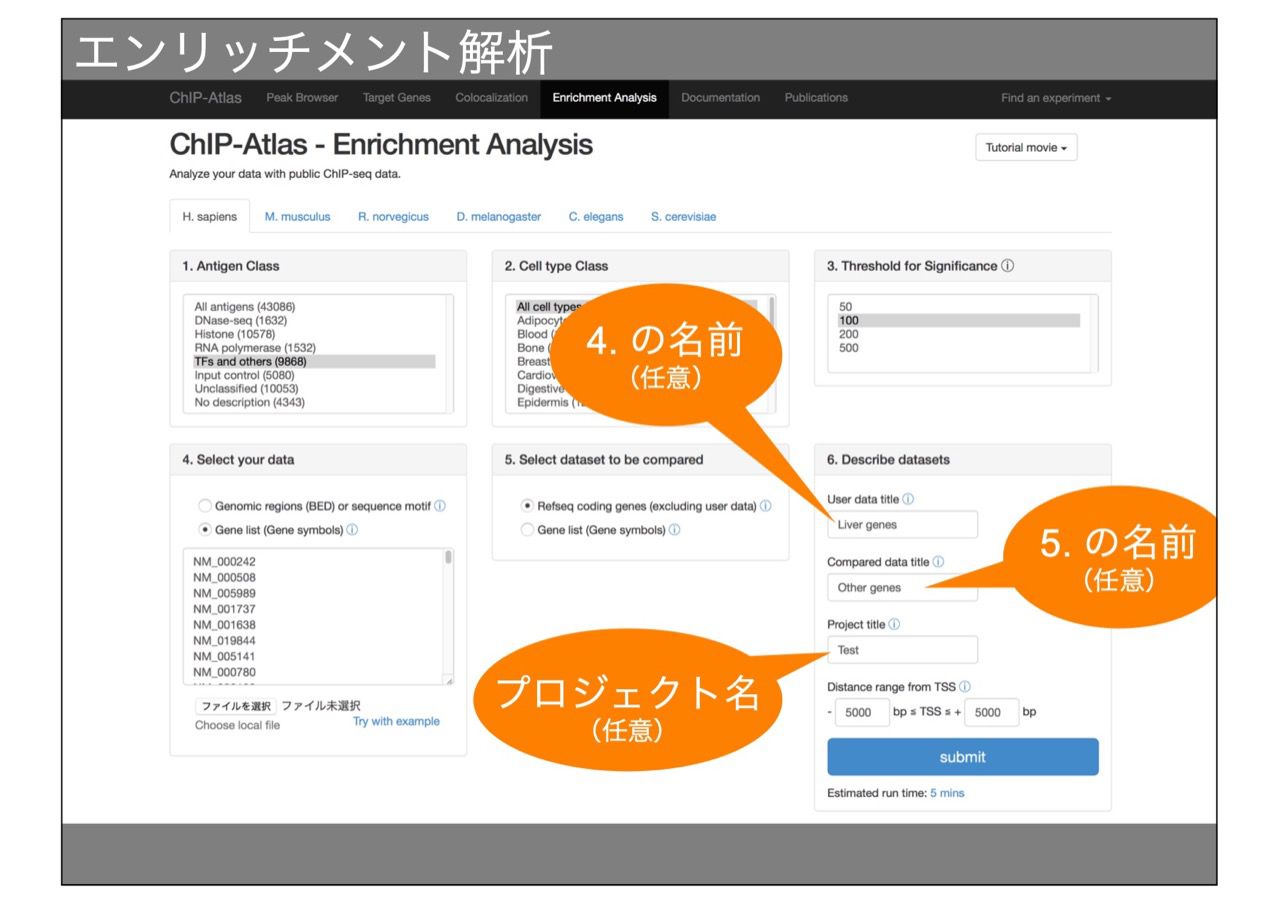 エンリッチメント解析
ChIP-Atlas Peak Browser Target Genes Colocalization Enrichment Analysis Documentation Publications Find an experiment
ChIP-Atlas - Enrichment Analysis
Tutorial movie
Analyze your data with public ChIP-seq data.
H. sapiens M. musculus R. norvegicus D. melanogaster C. elegans S. cerevisiae
1. Antigen Class
All antigens (43086)
DNase-seq (1632)
Histone (10578)
RNA polymerase (1532)
TFs and others (9868)
Input control (5080)
Unclassified (10053)
No description (4343)
2. Cell type Class
All cell types
Adipocyt
Blood (
Bone (
Breast
Cardiov
Digestive
Epidermis (
3. Threshold for Significance
50
100
200
500
4. の名前
（任意）
4. Select your data
Genomic regions (BED) or sequence motif
Gene list (Gene symbols)
NM_000242
NM_000508
NM_005989
NM_001737
NM_001638
NM_019844
NM_005141
NM_000780
ファイルを選択 ファイル未選択
Choose local file
Try with example
5. Select dataset to be compared
Refseq coding genes (excluding user data)
Gene list (Gene symbols)
6. Describe datasets
User data title
Liver genes
Compared data title
Other genes
5. の名前
（任意）
Project title
Test
プロジェクト名
（任意）
Distance range from TSS
- 5000 bp ≤ TSS ≤ + 5000 bp
submit
Estimated run time: 5 mins